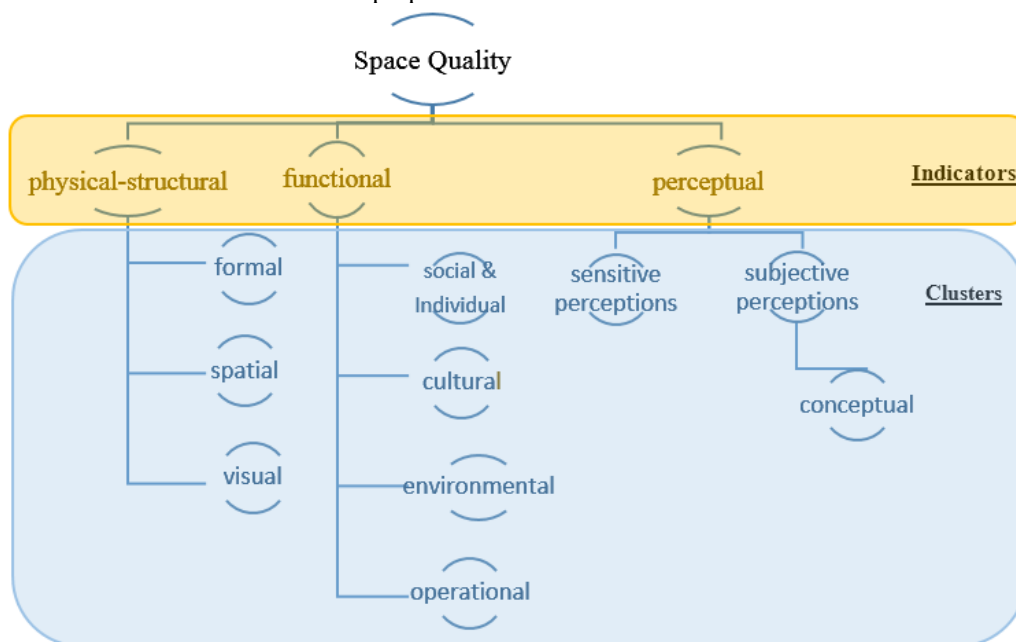 Space Quality
physical-structural
functional
perceptual
Indicators
formal
spatial
visual
social &
Individual
cultural
environmental
operational
sensitive
perceptions
subjective
perceptions
conceptual
Clusters